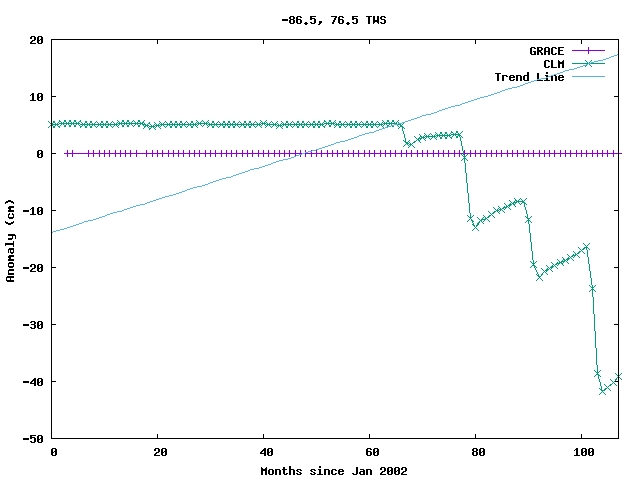 -86.5, 76.5 TWS
GRACE
CLM
Trend Line
20
10
0
-10
-20
-30
-40
-50
Anomaly (cm)
0 20 40 60 80 100
Months since Jan 2002